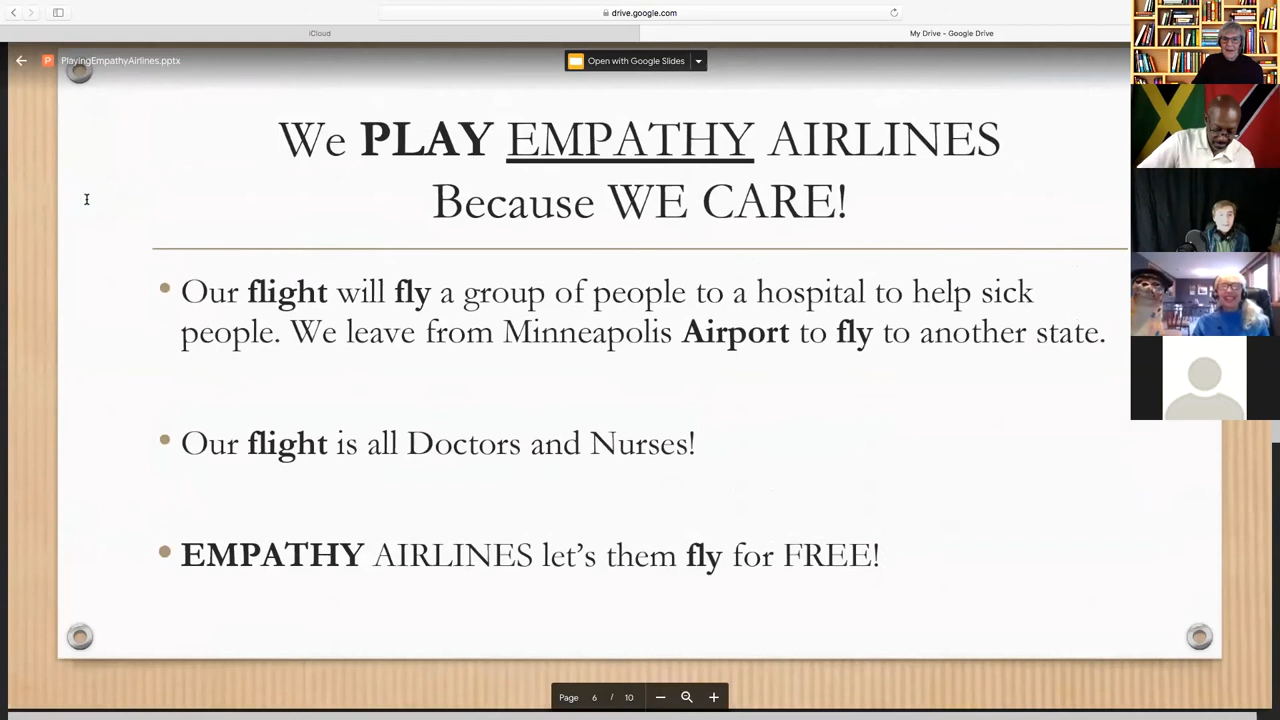 drive.google.com
iCloud
My Drive - Google Drive
P
PlayingEmpathyAirlines.pptx
Open with Google Slides
We PLAY EMPATHY AIRLINES
Because WE CARE!
• Our flight will fly a group of people to a hospital to help sick
people. We leave from Minneapolis Airport to fly to another state.
• Our flight is all Doctors and Nurses!
• EMPATHY AIRLINES let’s them fly for FREE!
Page 6 / 10